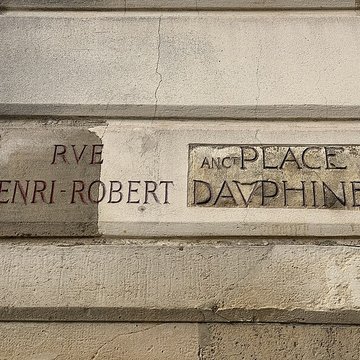 RVE
ENRI-ROBERT
ANCT PLACE
DAVPHINE